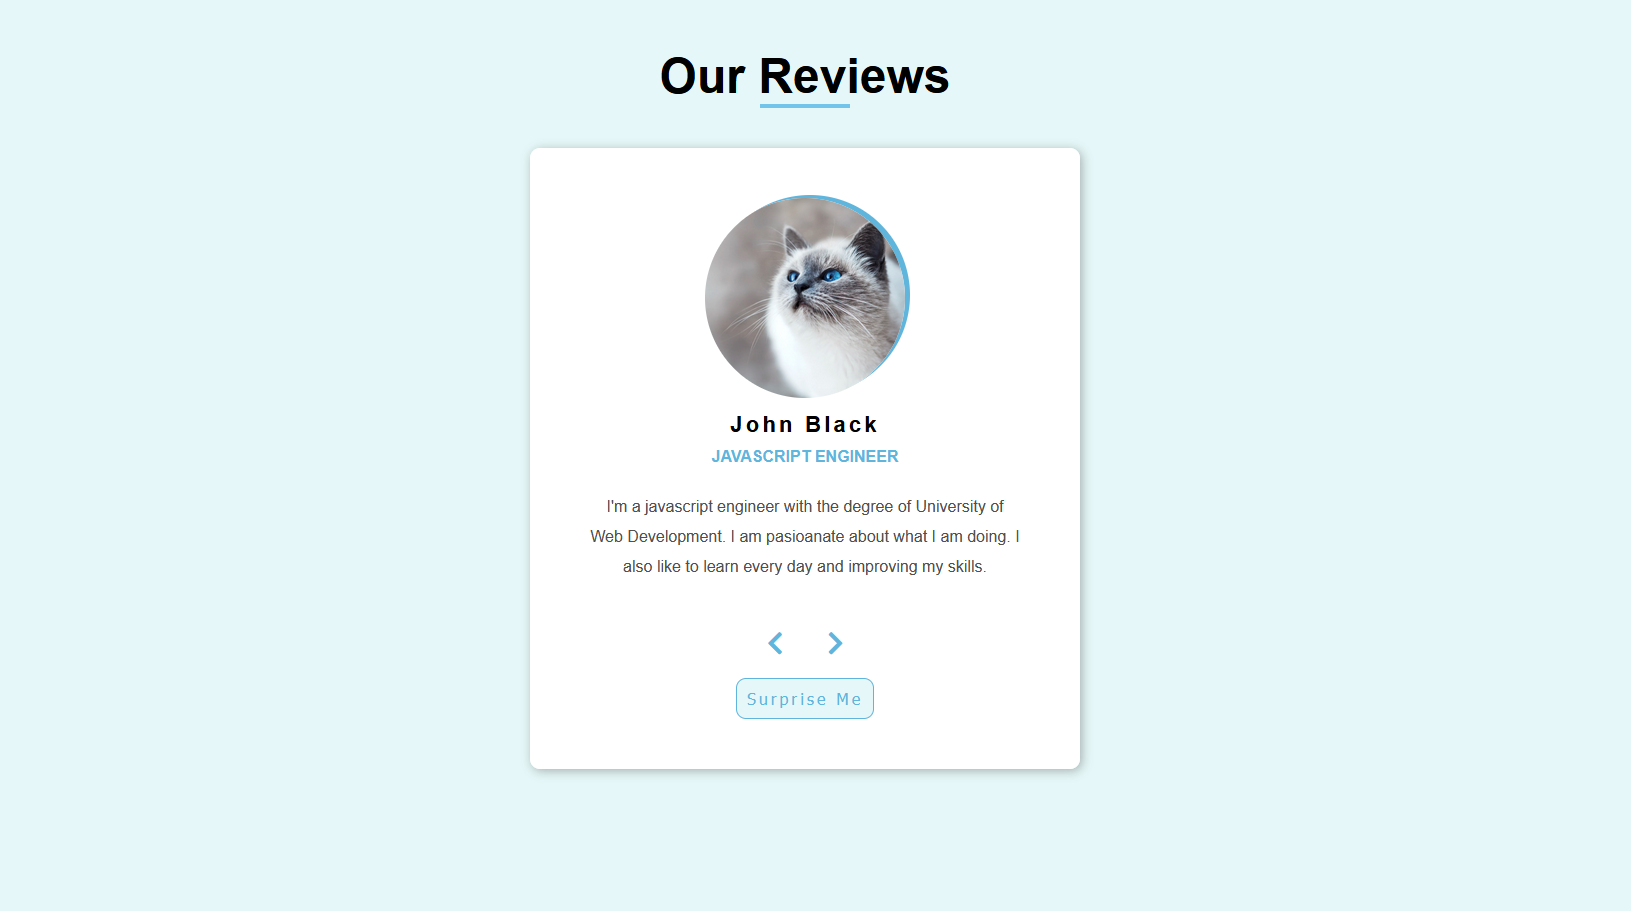 Our Reviews
John Black
JAVASCRIPT ENGINEER
I'm a javascript engineer with the degree of University of
Web Development. I am pasioanate about what I am doing. I
also like to learn every day and improving my skills.
Surprise Me